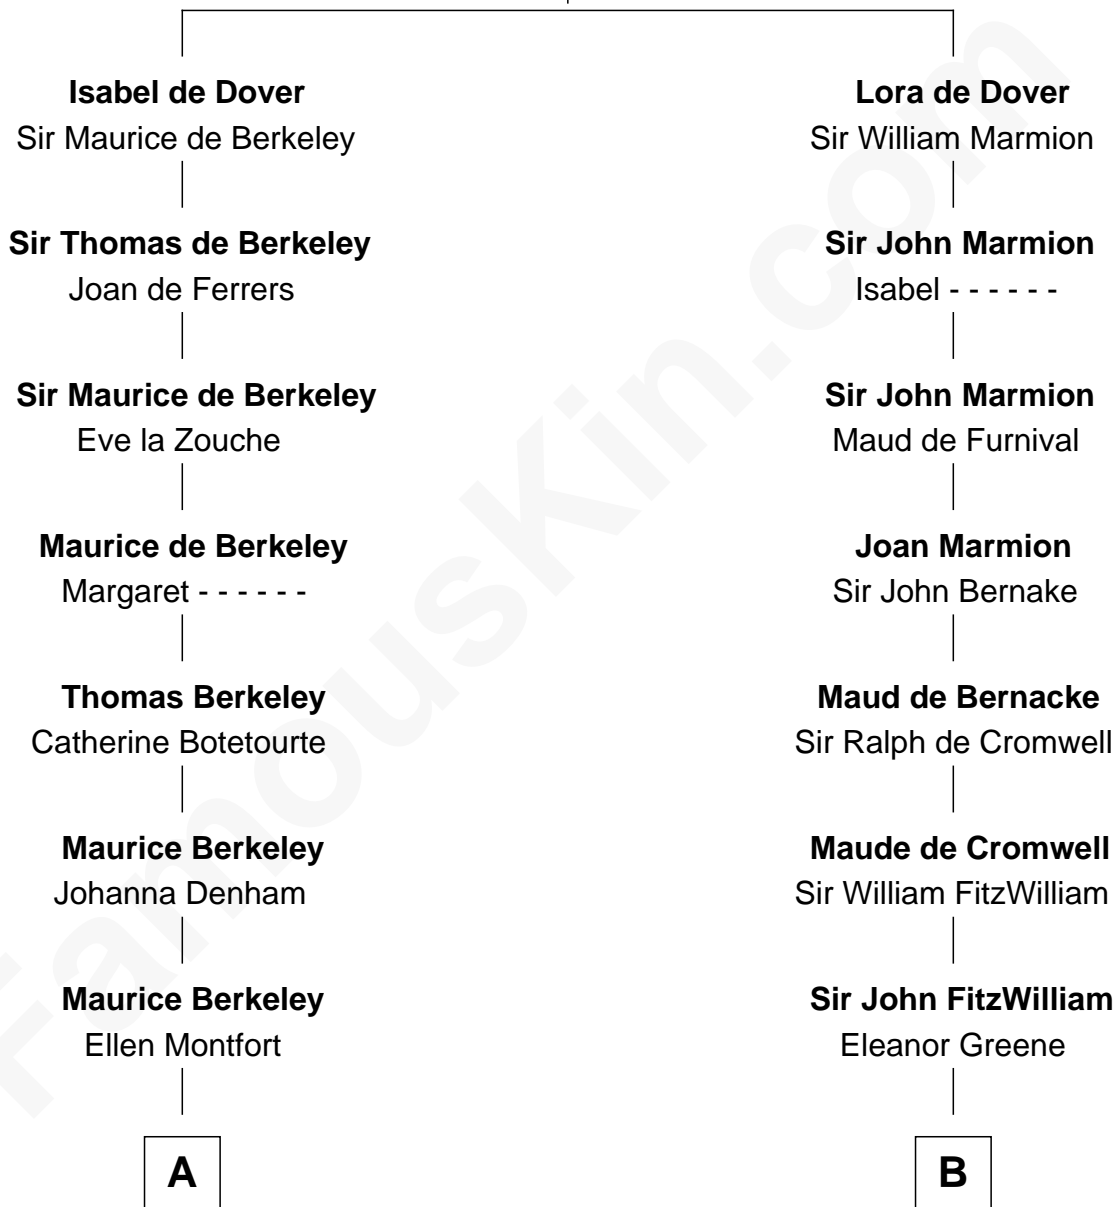 Isabel de Dover
Sir Maurice de Berkeley
Lora de Dover
Sir William Marmion
Sir Thomas de Berkeley
Joan de Ferrers
Sir John Marmion
Isabel - - - - - -
Sir Maurice de Berkeley
Eve la Zouche
Sir John Marmion
Maud de Furnival
Maurice de Berkeley
Margaret - - - - - -
Joan Marmion
Sir John Bernake
Thomas Berkeley
Catherine Botetourte
Maud de Bernacke
Sir Ralph de Cromwell
Maurice Berkeley
Johanna Denham
Maude de Cromwell
Sir William FitzWilliam
Maurice Berkeley
Ellen Montfort
Sir John FitzWilliam
Eleanor Greene
A
B
FamousKin.com